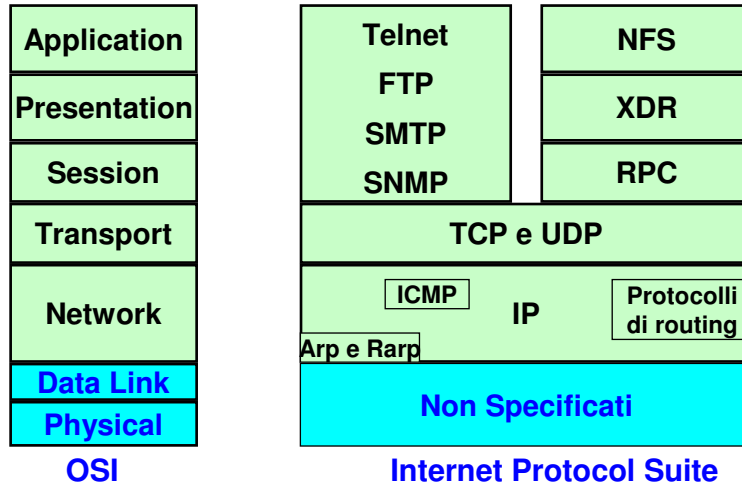 Application
Presentation
Session
Transport
Network
Data Link
Physical
OSI
Telnet
FTP
SMTP
SNMP
NFS
XDR
RPC
TCP e UDP
ICMP
IP
Protocolli
di routing
Arp e Rarp
Non Specificati
Internet Protocol Suite